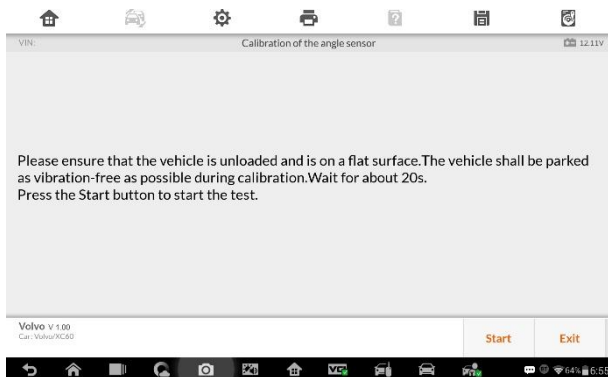 VIN:
Calibration of the angle sensor
12.11V
Please ensure that the vehicle is unloaded and is on a flat surface.The vehicle shall be parked
as vibration-free as possible during calibration.Wait for about 20s.
Press the Start button to start the test.
Volvo V 1.00
Car: Volvo/XC60
Start
Exit
64%
6:55